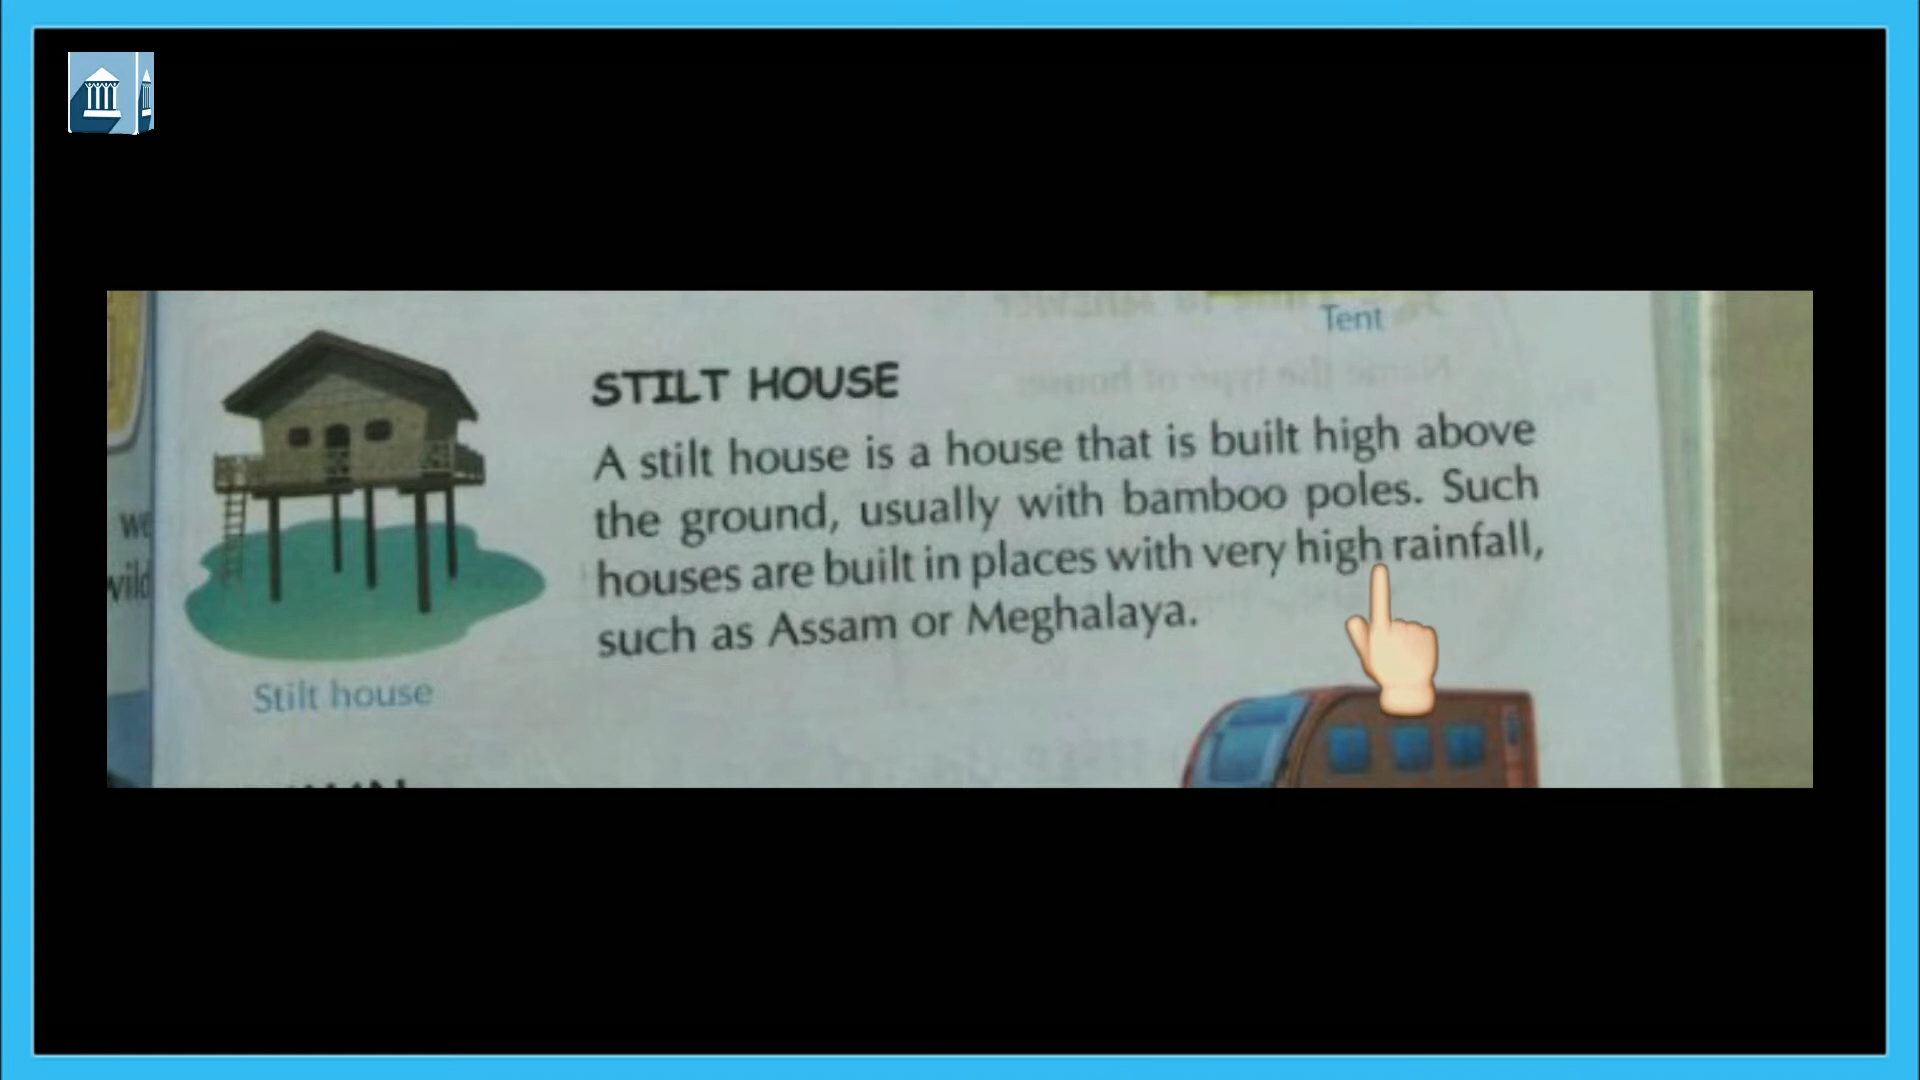 Tent
STILT HOUSE
A stilt house is a house that is built high above
the ground, usually with bamboo poles. Such
houses are built in places with very high rainfall,
such as Assam or Meghalaya.
Stilt house